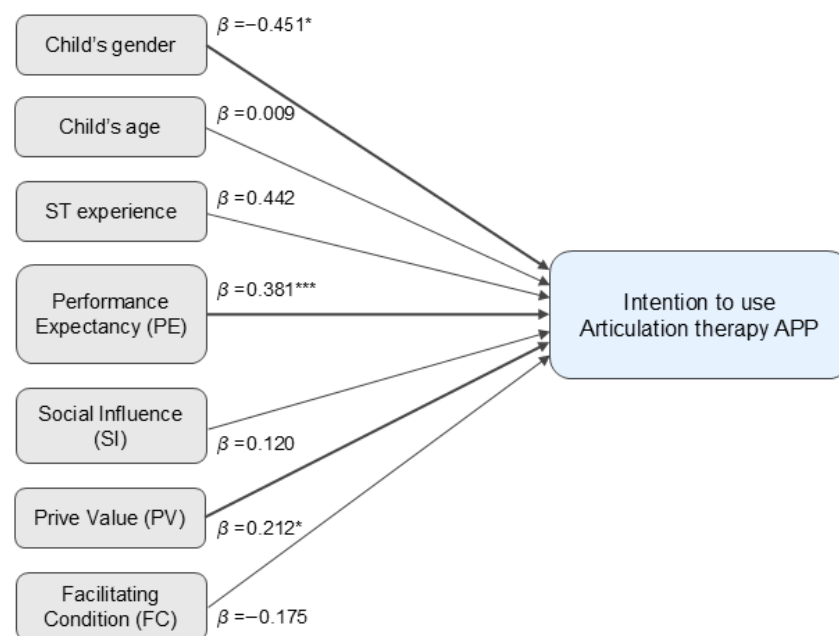 Child's gender
β=−0.451*
Child's age
β=0.009
ST experience
β=0.442
Performance
Expectancy (PE)
β=0.381***
Intention to use
Articulation therapy APP
Social Influence
(SI)
β=0.120
Prive Value (PV)
β=0.212*
Facilitating
Condition (FC)
β=−0.175